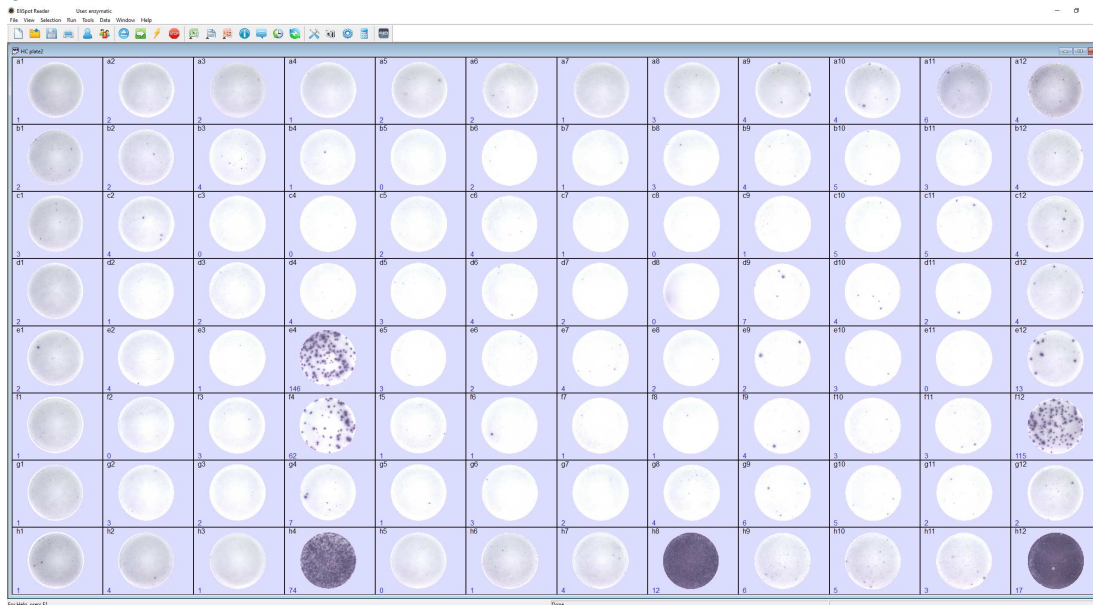 ElliSpot Reader User: enzymatic
File View Selection Run Tools Data Window Help
STOP
HC plate2
a1 a2 a3 a4 a5 a6 a7 a8 a9 a10 a11 a12
1 2 2 1 2 2 1 3 4 4 6 4
b1 b2 b3 b4 b5 b6 b7 b8 b9 b10 b11 b12
2 2 4 1 0 2 1 3 4 5 3 4
c1 c2 c3 c4 c5 c6 c7 c8 c9 c10 c11 c12
3 4 0 0 2 4 1 0 1 5 5 4
d1 d2 d3 d4 d5 d6 d7 d8 d9 d10 d11 d12
2 1 2 4 3 4 2 0 7 4 2 4
e1 e2 e3 e4 e5 e6 e7 e8 e9 e10 e11 e12
2 4 1 146 3 2 4 2 2 3 0 13
f1 f2 f3 f4 f5 f6 f7 f8 f9 f10 f11 f12
1 0 3 62 1 1 1 1 4 3 3 115
g1 g2 g3 g4 g5 g6 g7 g8 g9 g10 g11 g12
1 3 2 7 1 3 2 4 6 5 2 2
h1 h2 h3 h4 h5 h6 h7 h8 h9 h10 h11 h12
1 4 1 74 0 1 4 12 6 5 3 17
For Help, press F1 Done